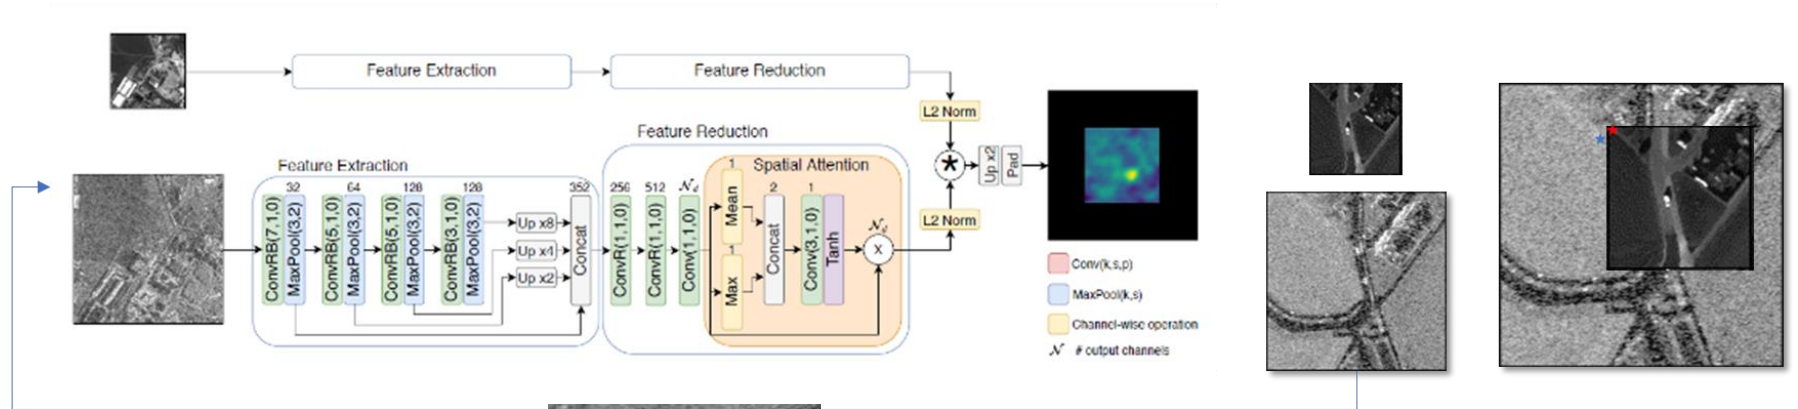 Feature Extraction
Feature Reduction
L2 Norm
Feature Reduction
Feature Extraction
Spatial Attention
32
64
128
128
352
256
512
𝒩d
1
2
1
ConvRB(7,1,0)
MaxPool(3,2)
ConvRB(5,1,0)
MaxPool(3,2)
ConvRB(5,1,0)
MaxPool(3,2)
ConvRB(3,1,0)
MaxPool(3,2)
Up x8
Up x4
Up x2
Concat
ConvR(1,1,0)
ConvR(1,1,0)
Conv(1,1,0)
Mean
1
Max
Concat
Conv(3,1,0)
Tanh
𝒩d
X
*
L2 Norm
Up x2
Pad
Conv(k,s,p)
MaxPool(k,s)
Channel-wise operation
𝒩 # output channels